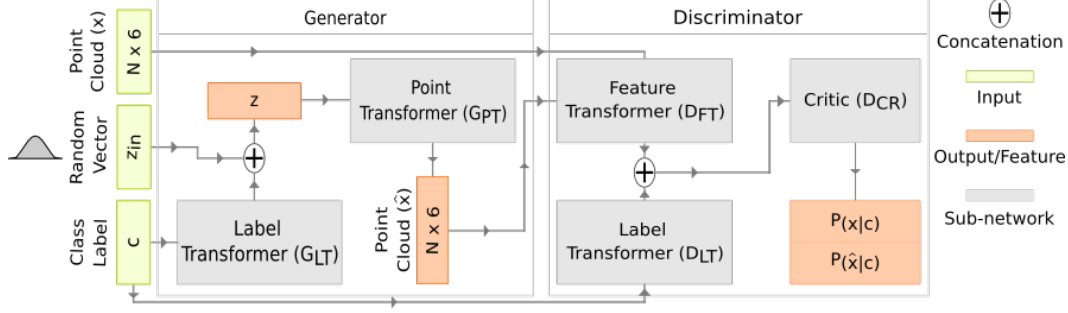 Generator
Discriminator
Point
Cloud (x)
N x 6
Random
Vector
zin
Class
Label
c
z
Label
Transformer (GLT)
Point
Transformer (GPT)
Point
Cloud (x̂)
N x 6
Feature
Transformer (DFT)
Label
Transformer (DLT)
Critic (DCR)
P(x|c)
P(x̂|c)
Concatenation
Input
Output/Feature
Sub-network